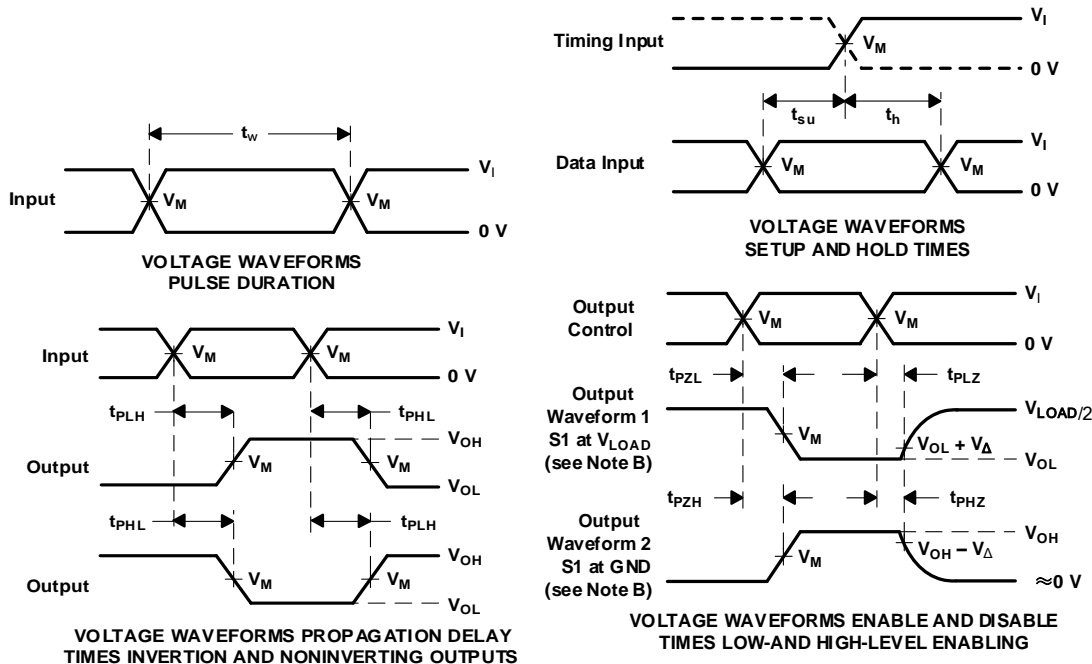 t_w
Input
V_M
V_M
V_I
0 V
VOLTAGE WAVEFORMS
PULSE DURATION
Timing Input
V_M
V_I
0 V
t_su
t_h
Data Input
V_M
V_M
V_I
0 V
VOLTAGE WAVEFORMS
SETUP AND HOLD TIMES
Input
V_M
V_M
V_I
0 V
t_PLH
t_PHL
Output
V_M
V_M
V_OH
V_OL
t_PHL
t_PLH
Output
V_M
V_M
V_OH
V_OL
VOLTAGE WAVEFORMS PROPAGATION DELAY
TIMES INVERTION AND NONINVERTING OUTPUTS
Output
Control
V_M
V_M
V_I
0 V
t_PZL
t_PLZ
Output
Waveform 1
S1 at V_LOAD
(see Note B)
V_M
V_LOAD/2
V_OL + V_Δ
V_OL
t_PZH
t_PHZ
Output
Waveform 2
S1 at GND
(see Note B)
V_M
V_OH
V_OH – V_Δ
≈0 V
VOLTAGE WAVEFORMS ENABLE AND DISABLE
TIMES LOW-AND HIGH-LEVEL ENABLING